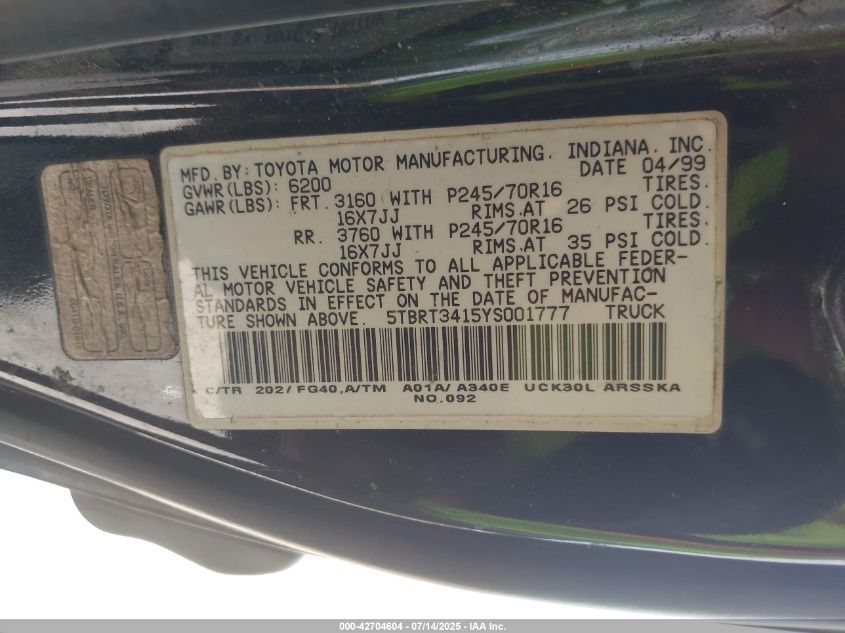 MFD. BY: TOYOTA MOTOR MANUFACTURING, INDIANA, INC.
GVWR(LBS): 6200 DATE 04/99
GAWR(LBS): FRT. 3160 WITH P245/70R16 TIRES.
16X7JJ RIMS.AT 26 PSI COLD.
RR. 3760 WITH P245/70R16 TIRES.
16X7JJ RIMS.AT 35 PSI COLD.
THIS VEHICLE CONFORMS TO ALL APPLICABLE FEDER-
AL MOTOR VEHICLE SAFETY AND THEFT PREVENTION
STANDARDS IN EFFECT ON THE DATE OF MANUFAC-
TURE SHOWN ABOVE. 5TBRT3415YS001777 TRUCK
C/TR 202/FG40,A/TM A01A/A340E UCK30L ARSSKA
NO.092
000-42704604 - 07/14/2025 - IAA Inc.